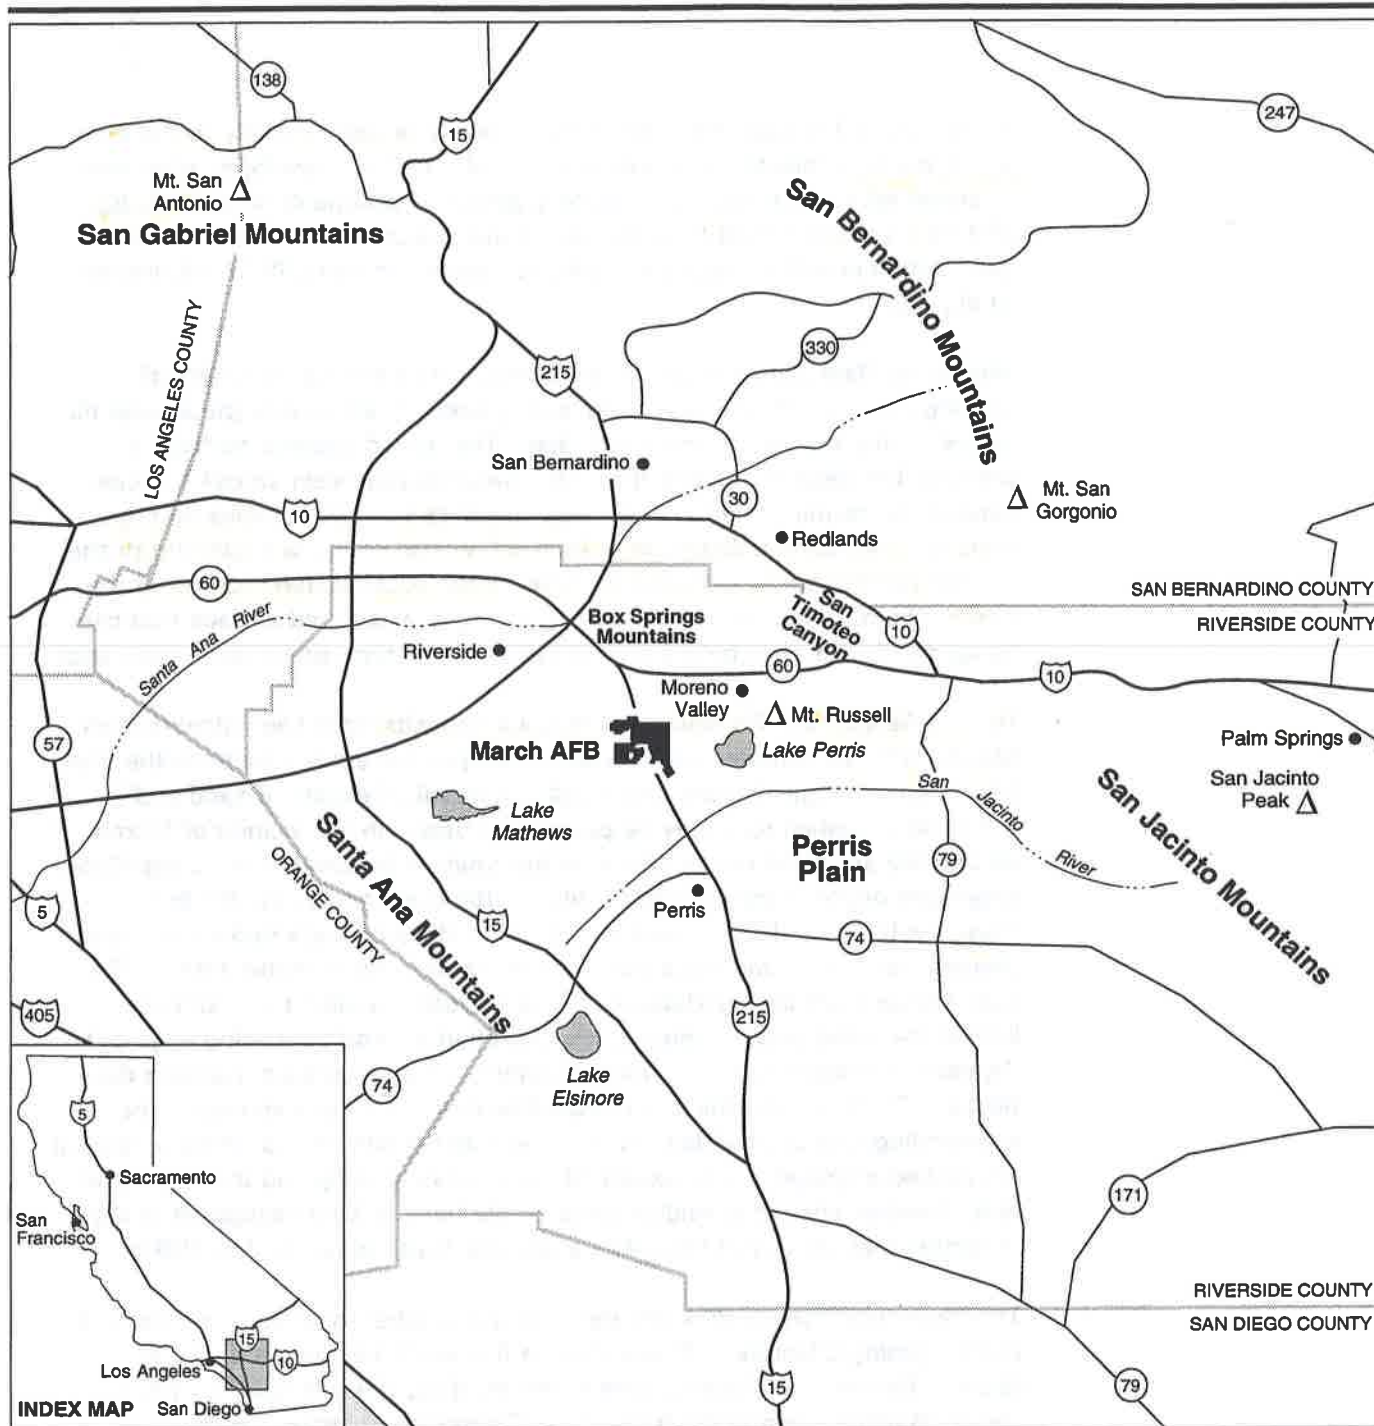 138
15
247
Mt. San
Antonio
San Gabriel Mountains
San Bernardino Mountains
LOS ANGELES COUNTY
330
215
San Bernardino
30
Mt. San
Gorgonio
10
Redlands
60
SAN BERNARDINO COUNTY
RIVERSIDE COUNTY
San
Timoteo
Canyon
10
Box Springs
Mountains
Santa Ana River
Riverside
60
10
Moreno
Valley
Mt. Russell
57
March AFB
Lake Perris
Palm Springs
San Jacinto
Peak
San Jacinto River
San Jacinto Mountains
Lake
Mathews
Perris
Plain
79
Santa Ana Mountains
ORANGE COUNTY
5
Perris
15
74
405
215
Lake
Elsinore
74
171
RIVERSIDE COUNTY
SAN DIEGO COUNTY
15
79
5
Sacramento
San
Francisco
15
10
Los Angeles
INDEX MAP
San Diego